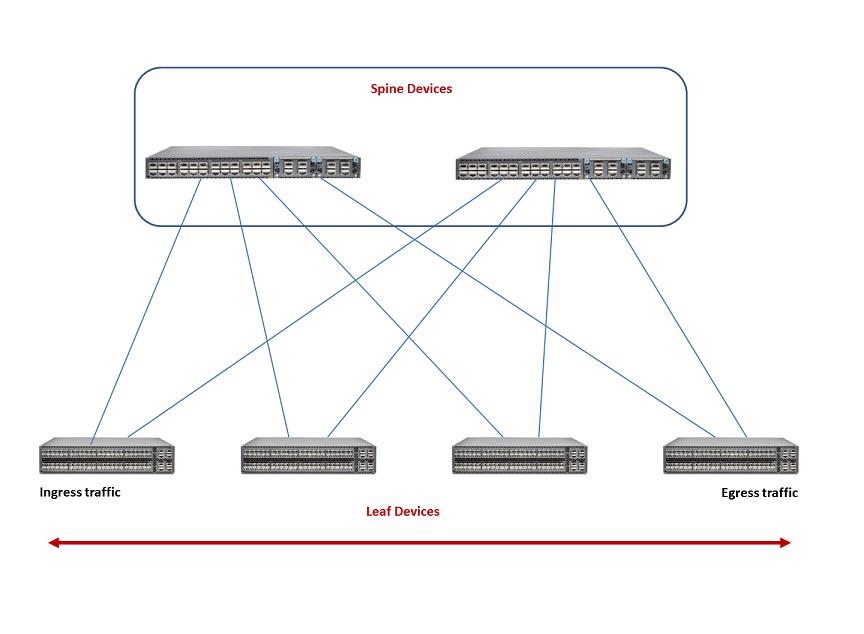 Spine Devices
Ingress traffic
Egress traffic
Leaf Devices